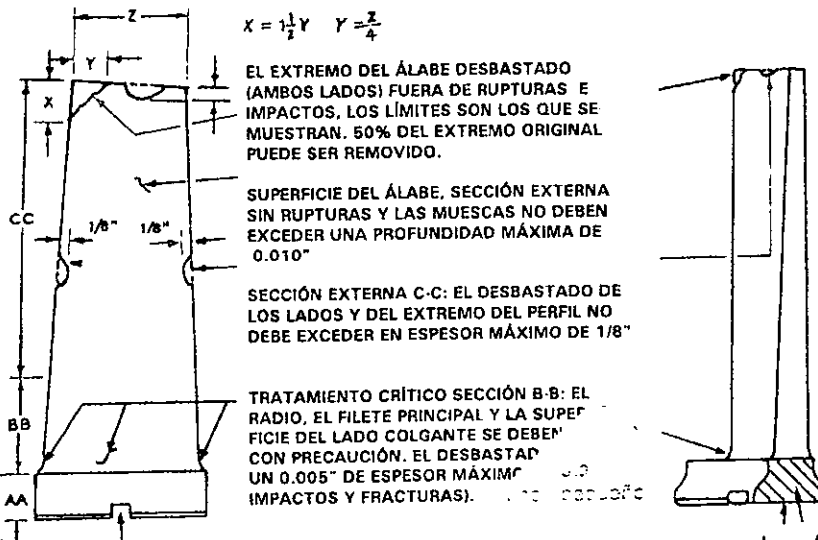 Z
X = 1½Y Y = Z/4
Y
X
EL EXTREMO DEL ÁLABE DESBASTADO
(AMBOS LADOS) FUERA DE RUPTURAS E
IMPACTOS, LOS LÍMITES SON LOS QUE SE
MUESTRAN. 50% DEL EXTREMO ORIGINAL
PUEDE SER REMOVIDO.
SUPERFICIE DEL ÁLABE, SECCIÓN EXTERNA
SIN RUPTURAS Y LAS MUESCAS NO DEBEN
EXCEDER UNA PROFUNDIDAD MÁXIMA DE
0.010"
CC
1/8" 1/8"
SECCIÓN EXTERNA C-C: EL DESBASTADO DE
LOS LADOS Y DEL EXTREMO DEL PERFIL NO
DEBE EXCEDER EN ESPESOR MÁXIMO DE 1/8"
TRATAMIENTO CRÍTICO SECCIÓN B-B: EL
RADIO, EL FILETE PRINCIPAL Y LA SUPER
FICIE DEL LADO COLGANTE SE DEBEN
CON PRECAUCIÓN. EL DESBASTAD
UN 0.005" DE ESPESOR MÁXIM
IMPACTOS Y FRACTURAS).
BB
AA